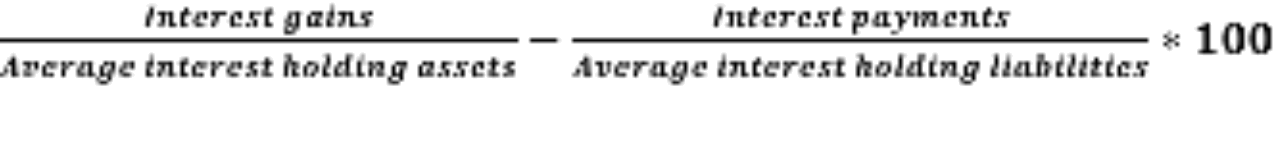 Interest gains / Average interest holding assets − Interest payments / Average interest holding liabilities * 100